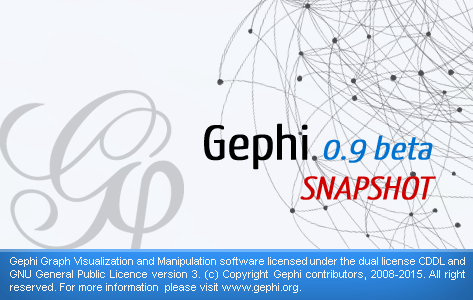 Gephi 0.9 beta
SNAPSHOT
Gephi Graph Visualization and Manipulation software licensed under the dual license CDDL and
GNU General Public Licence version 3. (c) Copyright Gephi contributors, 2008-2015. All right
reserved. For more information  please visit www.gephi.org.